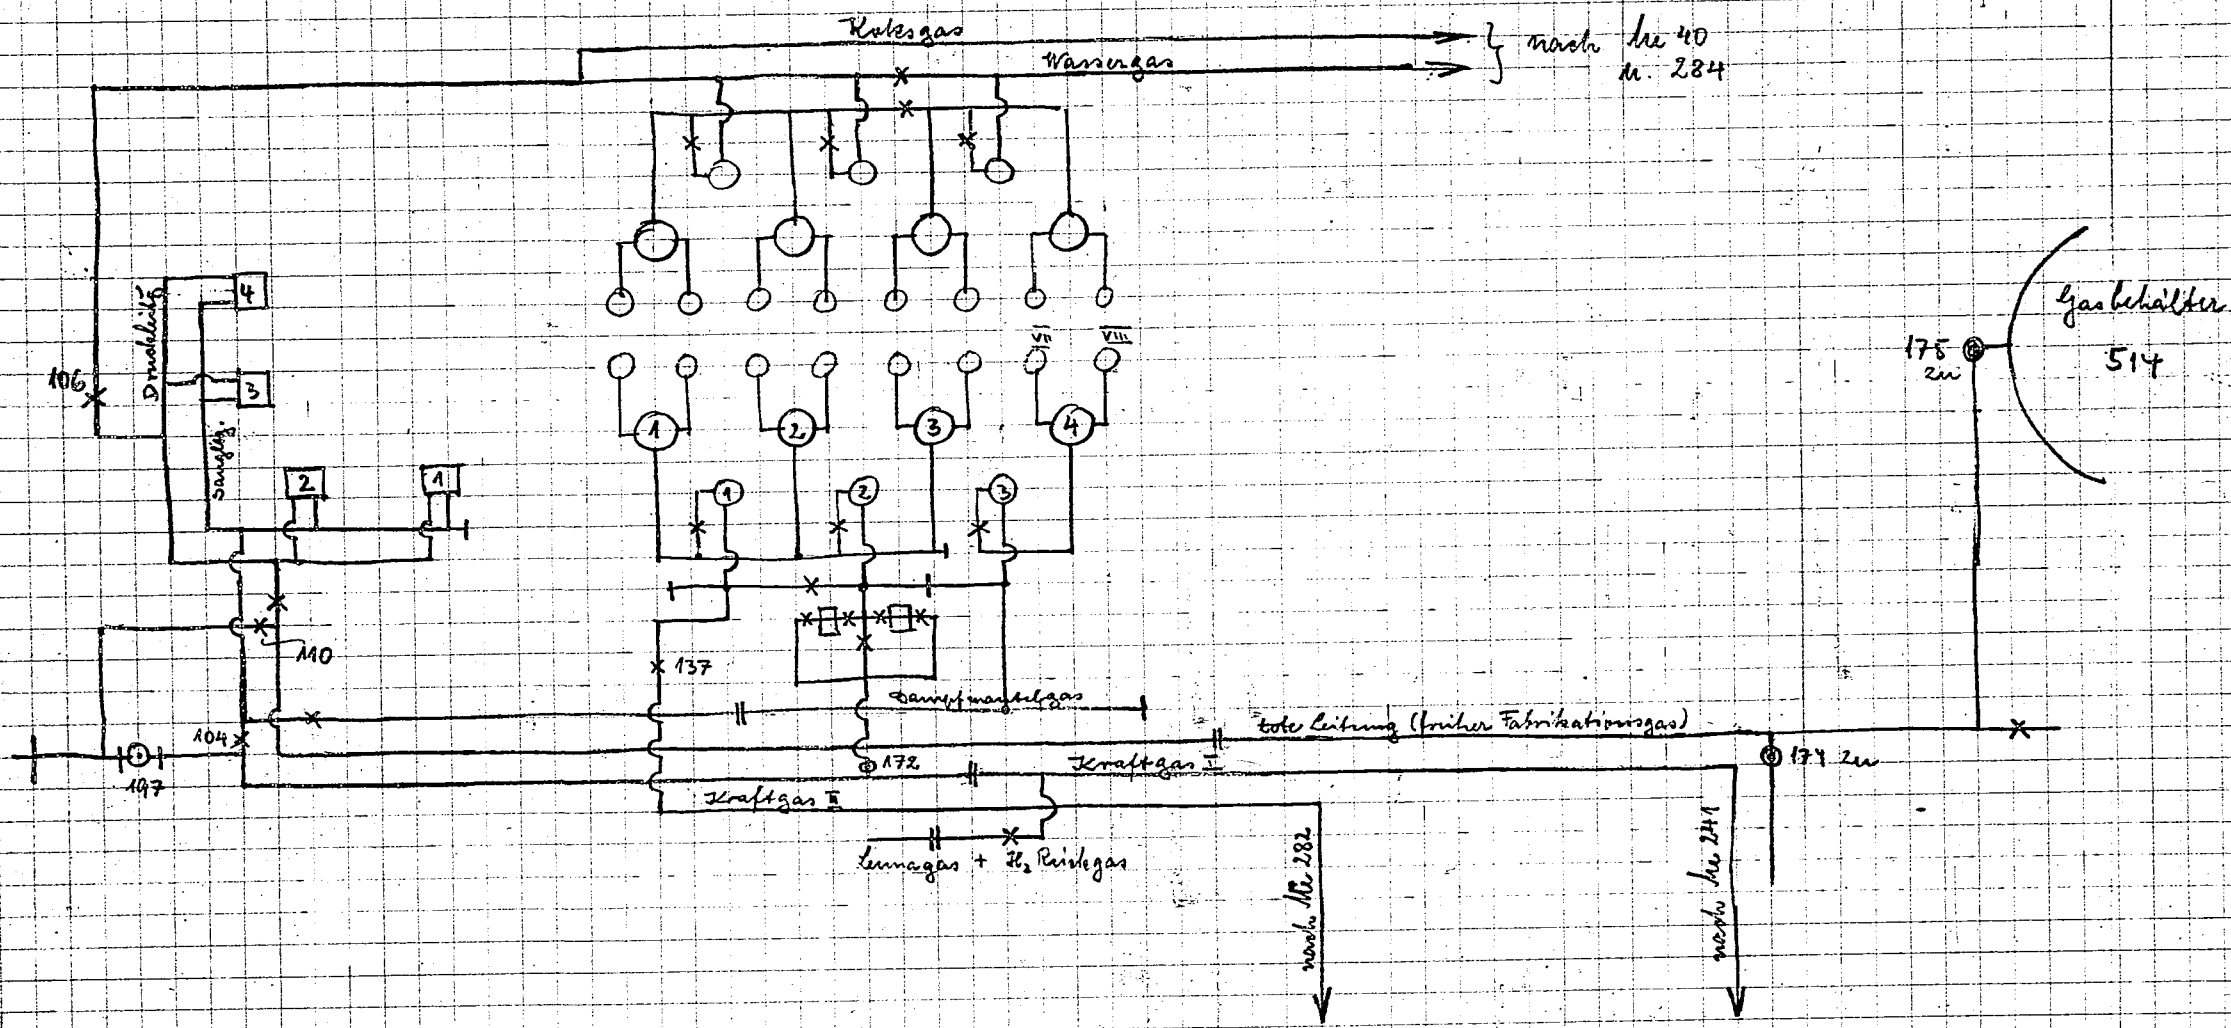 Koksgas
Wassergas
nach Me 40
u. 284
Druckleitg.
4
3
106
Saugltg.
2
1
VII
VIII
1
2
3
4
1
2
3
Gasbehälter
514
175
zu
110
137
Dampfmantelgas
tote Leitung (früher Fabrikationsgas)
104
197
172
Kraftgas I
174 zu
Kraftgas II
Leunagas + H₂ Rückgas
nach Me 282
nach Me 241